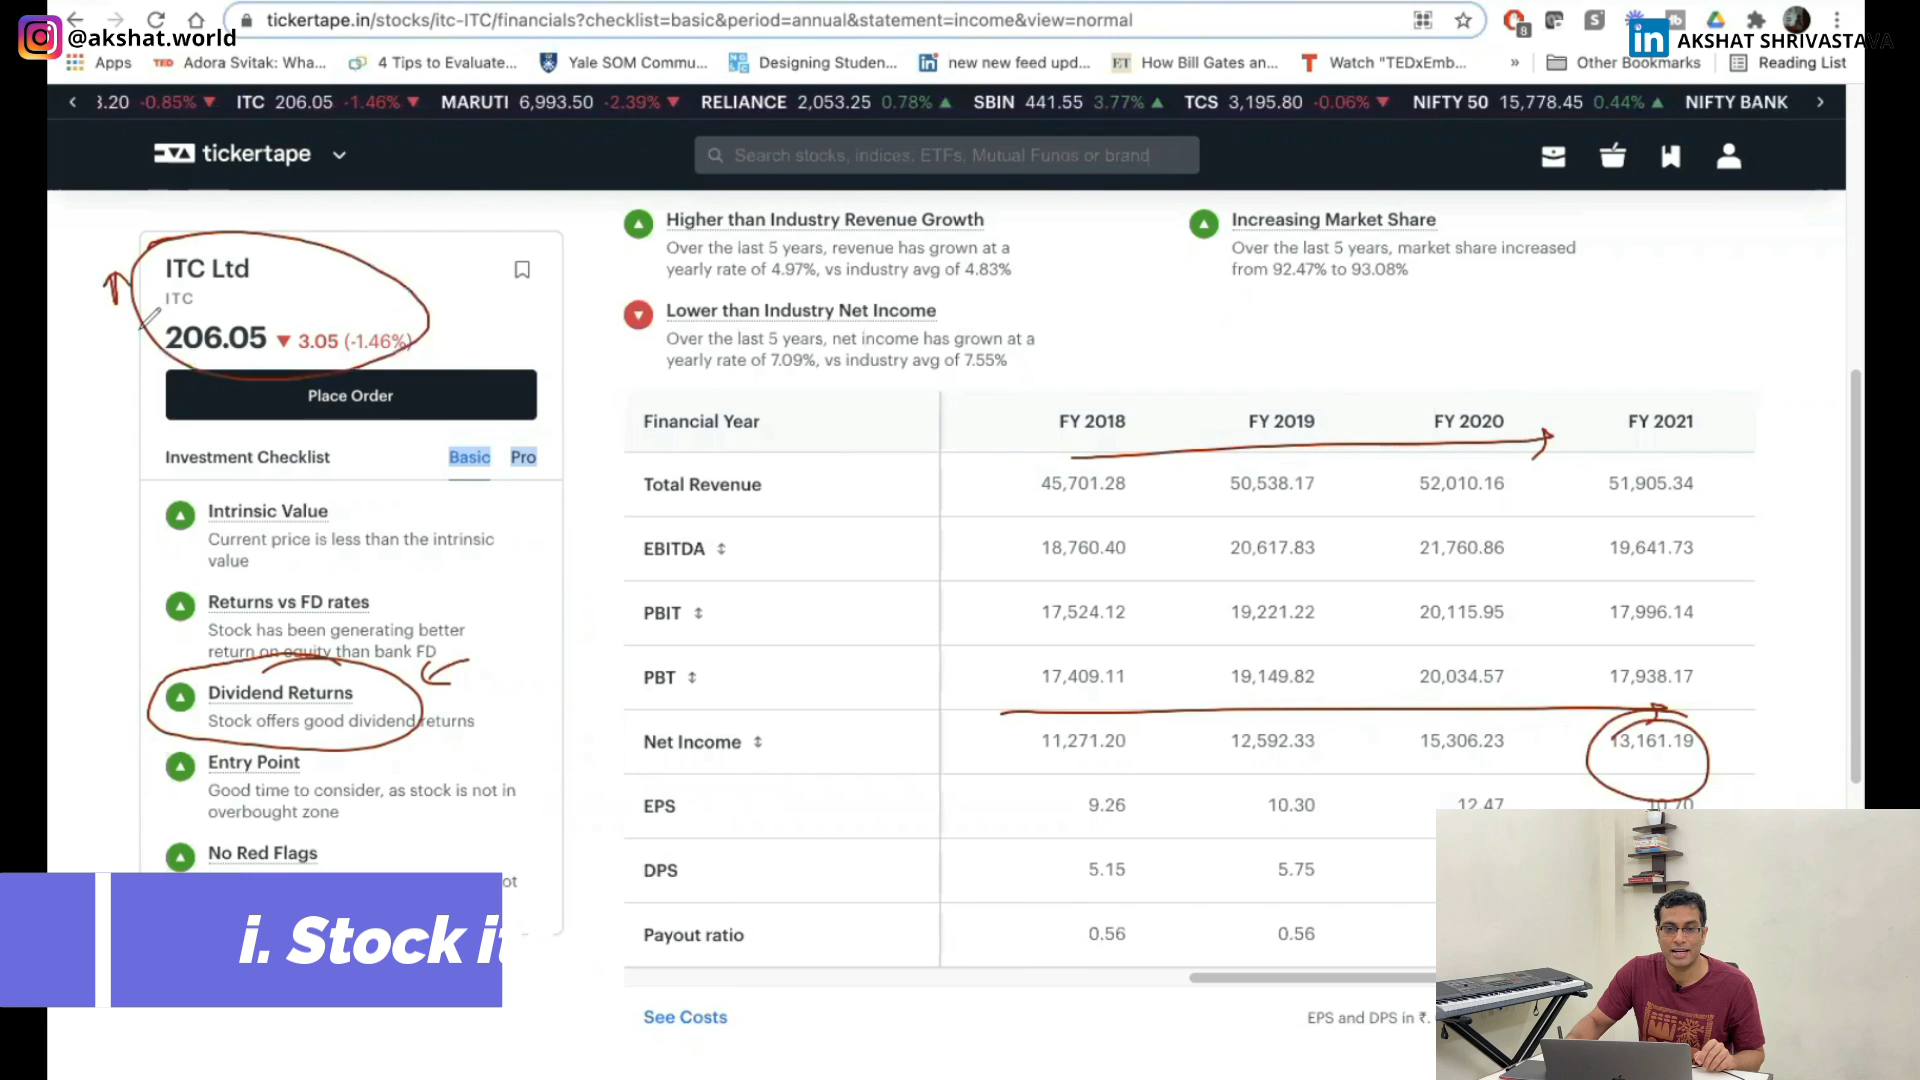 tickertape.in/stocks/itc-ITC/financials?checklist=basic&period=annual&statement=income&view=normal
@akshat.world
AKSHAT SHRIVASTAVA
8
Apps
TED Adora Svitak: Wha...
4 Tips to Evaluate...
Yale SOM Commu...
Designing Studen...
new new feed upd...
ET How Bill Gates an...
T Watch "TEDxEmb...
»
Other Bookmarks
Reading List
3.20 -0.85% ITC 206.05 -1.46% MARUTI 6,993.50 -2.39% RELIANCE 2,053.25 0.78% SBIN 441.55 3.77% TCS 3,195.80 -0.06% NIFTY 50 15,778.45 0.44% NIFTY BANK
tickertape
Search stocks, indices, ETFs, Mutual Funds or brand
ITC Ltd
ITC
206.05 3.05 (-1.46%)
Place Order
Investment Checklist Basic Pro
Intrinsic Value
Current price is less than the intrinsic
value
Returns vs FD rates
Stock has been generating better
return on equity than bank FD
Dividend Returns
Stock offers good dividend returns
Entry Point
Good time to consider, as stock is not in
overbought zone
No Red Flags
ot
i. Stock it
Higher than Industry Revenue Growth
Over the last 5 years, revenue has grown at a
yearly rate of 4.97%, vs industry avg of 4.83%
Increasing Market Share
Over the last 5 years, market share increased
from 92.47% to 93.08%
Lower than Industry Net Income
Over the last 5 years, net income has grown at a
yearly rate of 7.09%, vs industry avg of 7.55%
Financial Year FY 2018 FY 2019 FY 2020 FY 2021
Total Revenue 45,701.28 50,538.17 52,010.16 51,905.34
EBITDA 18,760.40 20,617.83 21,760.86 19,641.73
PBIT 17,524.12 19,221.22 20,115.95 17,996.14
PBT 17,409.11 19,149.82 20,034.57 17,938.17
Net Income 11,271.20 12,592.33 15,306.23 13,161.19
EPS 9.26 10.30 12.47 10.70
DPS 5.15 5.75
Payout ratio 0.56 0.56
See Costs
EPS and DPS in ₹.